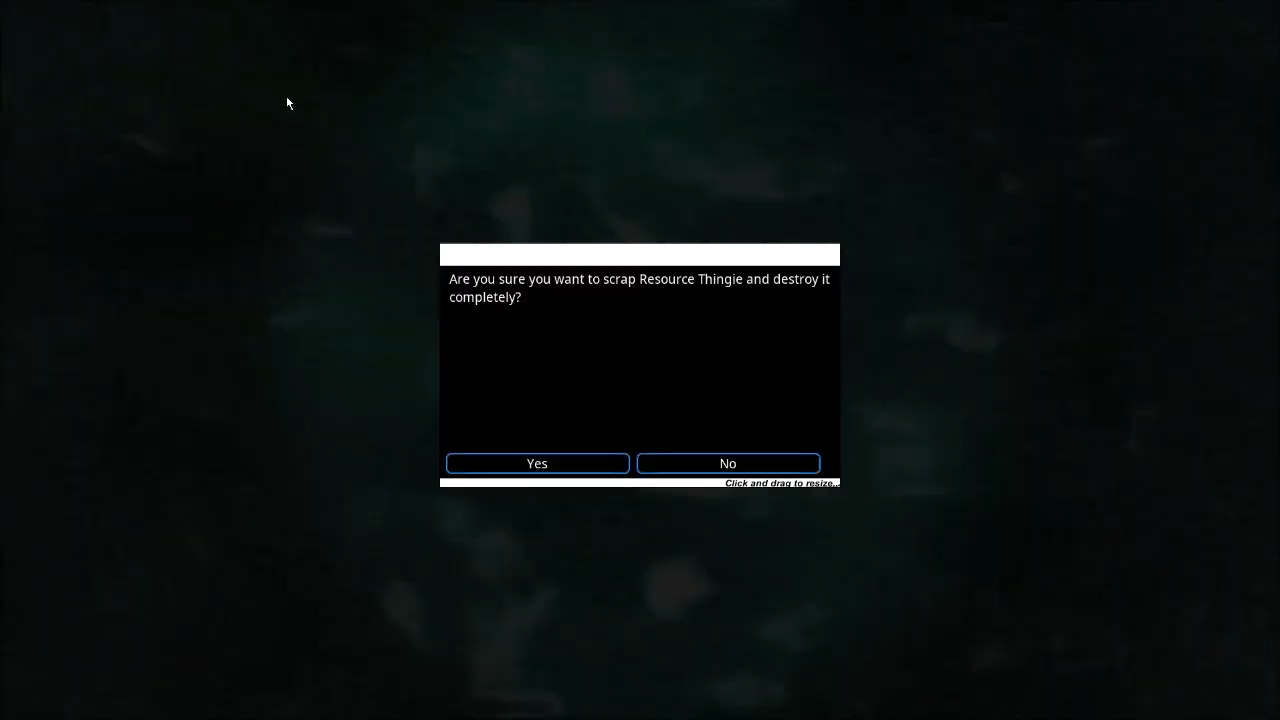 Are you sure you want to scrap Resource Thingie and destroy it
completely?
Yes
No
Click and drag to resize..